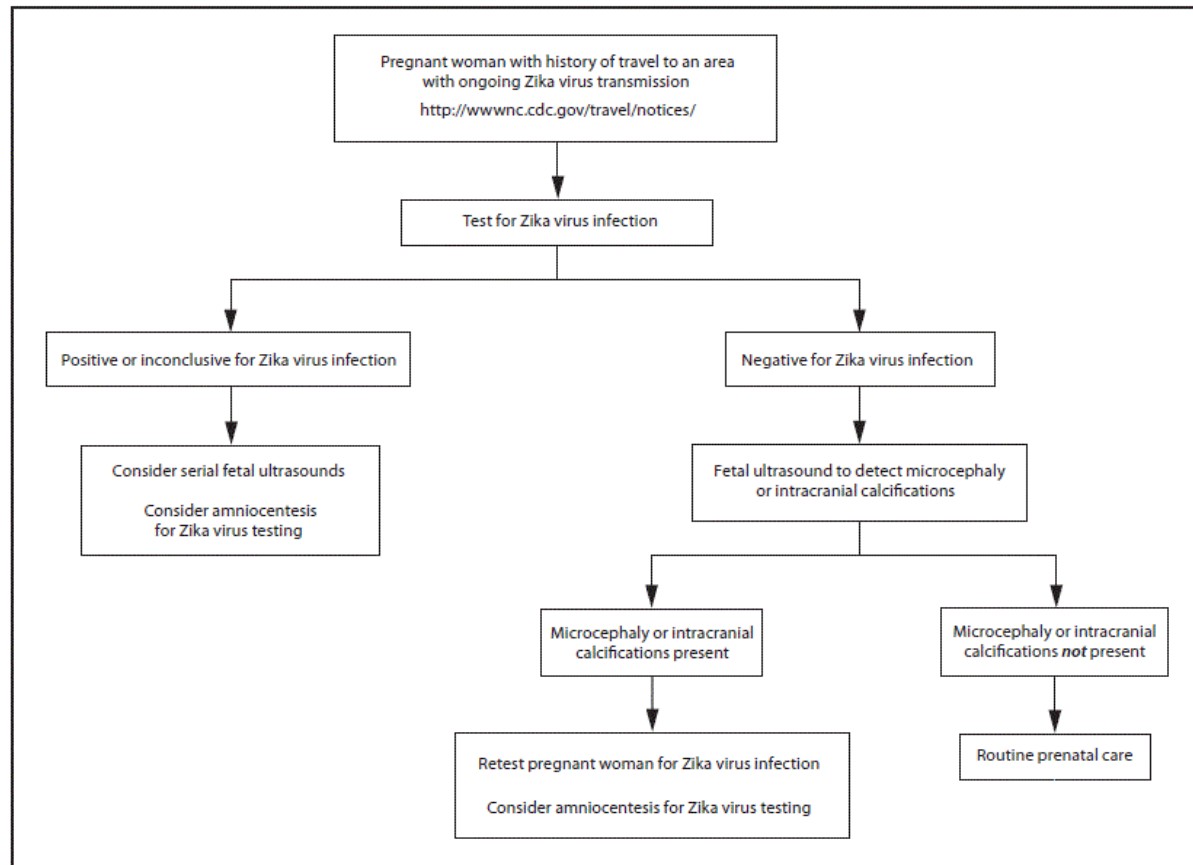 Pregnant woman with history of travel to an area
with ongoing Zika virus transmission
http://wwwnc.cdc.gov/travel/notices/
Test for Zika virus infection
Positive or inconclusive for Zika virus infection
Negative for Zika virus infection
Consider serial fetal ultrasounds
Consider amniocentesis
for Zika virus testing
Fetal ultrasound to detect microcephaly
or intracranial calcifications
Microcephaly or intracranial
calcifications present
Microcephaly or intracranial
calcifications not present
Retest pregnant woman for Zika virus infection
Consider amniocentesis for Zika virus testing
Routine prenatal care